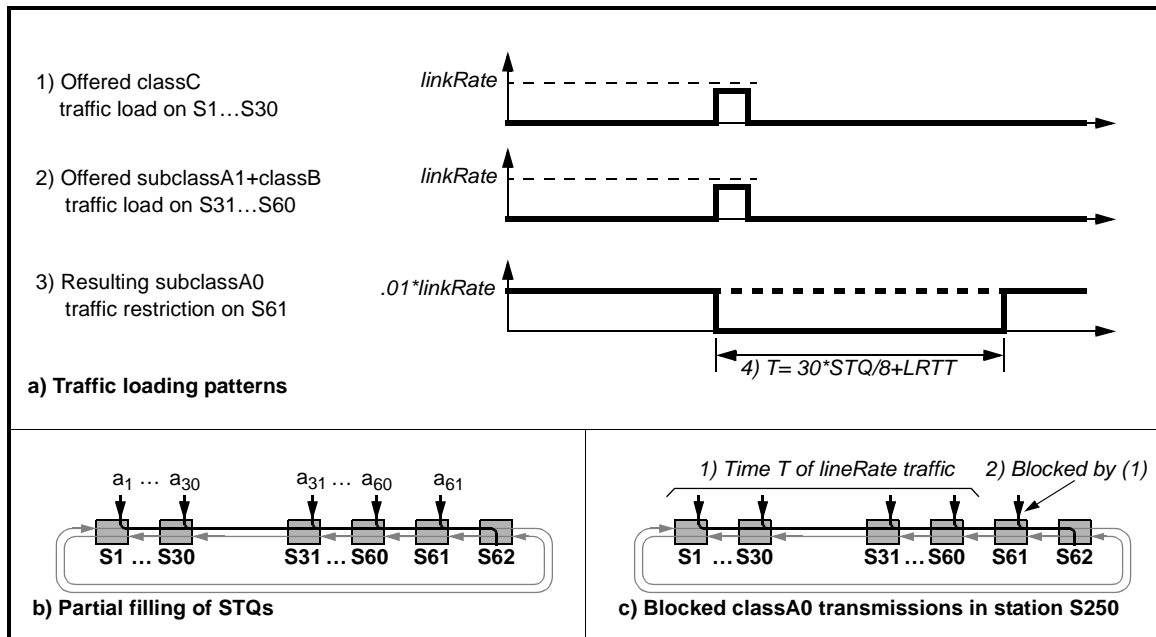 1) Offered classC
traffic load on S1…S30
linkRate
2) Offered subclassA1+classB
traffic load on S31…S60
linkRate
3) Resulting subclassA0
traffic restriction on S61
.01*linkRate
4) T= 30*STQ/8+LRTT
a) Traffic loading patterns
a1 … a30 a31 … a60 a61
S1 … S30 S31 … S60 S61 S62
b) Partial filling of STQs
1) Time T of lineRate traffic 2) Blocked by (1)
S1 … S30 S31 … S60 S61 S62
c) Blocked classA0 transmissions in station S250